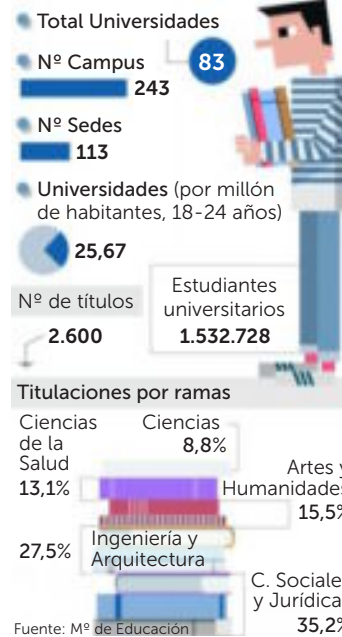 Total Universidades
83
Nº Campus
243
Nº Sedes
113
Universidades (por millón
de habitantes, 18-24 años)
25,67
Nº de títulos
2.600
Estudiantes
universitarios
1.532.728
Titulaciones por ramas
Ciencias
de la
Salud
13,1%
Ciencias
8,8%
Artes y
Humanidades
15,5%
27,5%
Ingeniería y
Arquitectura
C. Sociale
y Jurídica
35,2%
Fuente: Mº de Educación